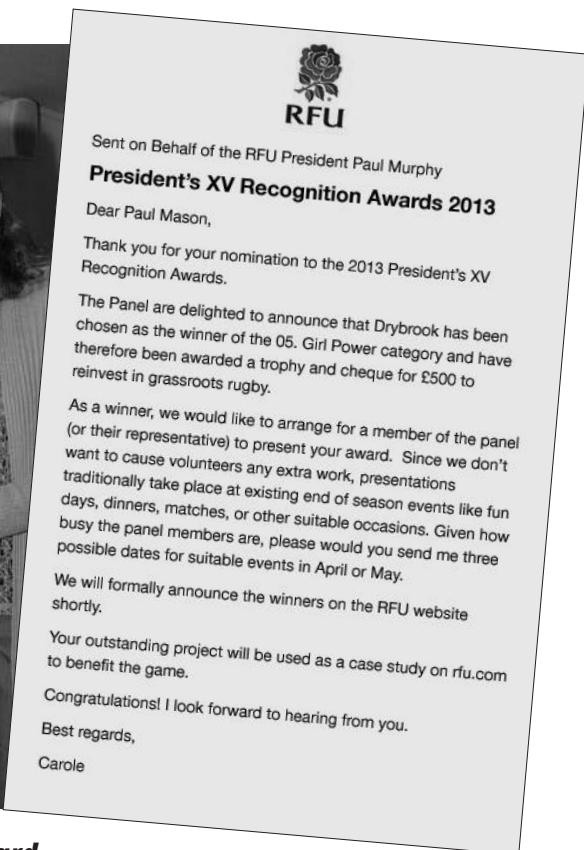 RFU
Sent on Behalf of the RFU President Paul Murphy
President's XV Recognition Awards 2013
Dear Paul Mason,
Thank you for your nomination to the 2013 President's XV
Recognition Awards.
The Panel are delighted to announce that Drybrook has been
chosen as the winner of the 05. Girl Power category and have
therefore been awarded a trophy and cheque for £500 to
reinvest in grassroots rugby.
As a winner, we would like to arrange for a member of the panel
(or their representative) to present your award.  Since we don't
want to cause volunteers any extra work, presentations
traditionally take place at existing end of season events like fun
days, dinners, matches, or other suitable occasions. Given how
busy the panel members are, please would you send me three
possible dates for suitable events in April or May.
We will formally announce the winners on the RFU website
shortly.
Your outstanding project will be used as a case study on rfu.com
to benefit the game.
Congratulations! I look forward to hearing from you.
Best regards,
Carole